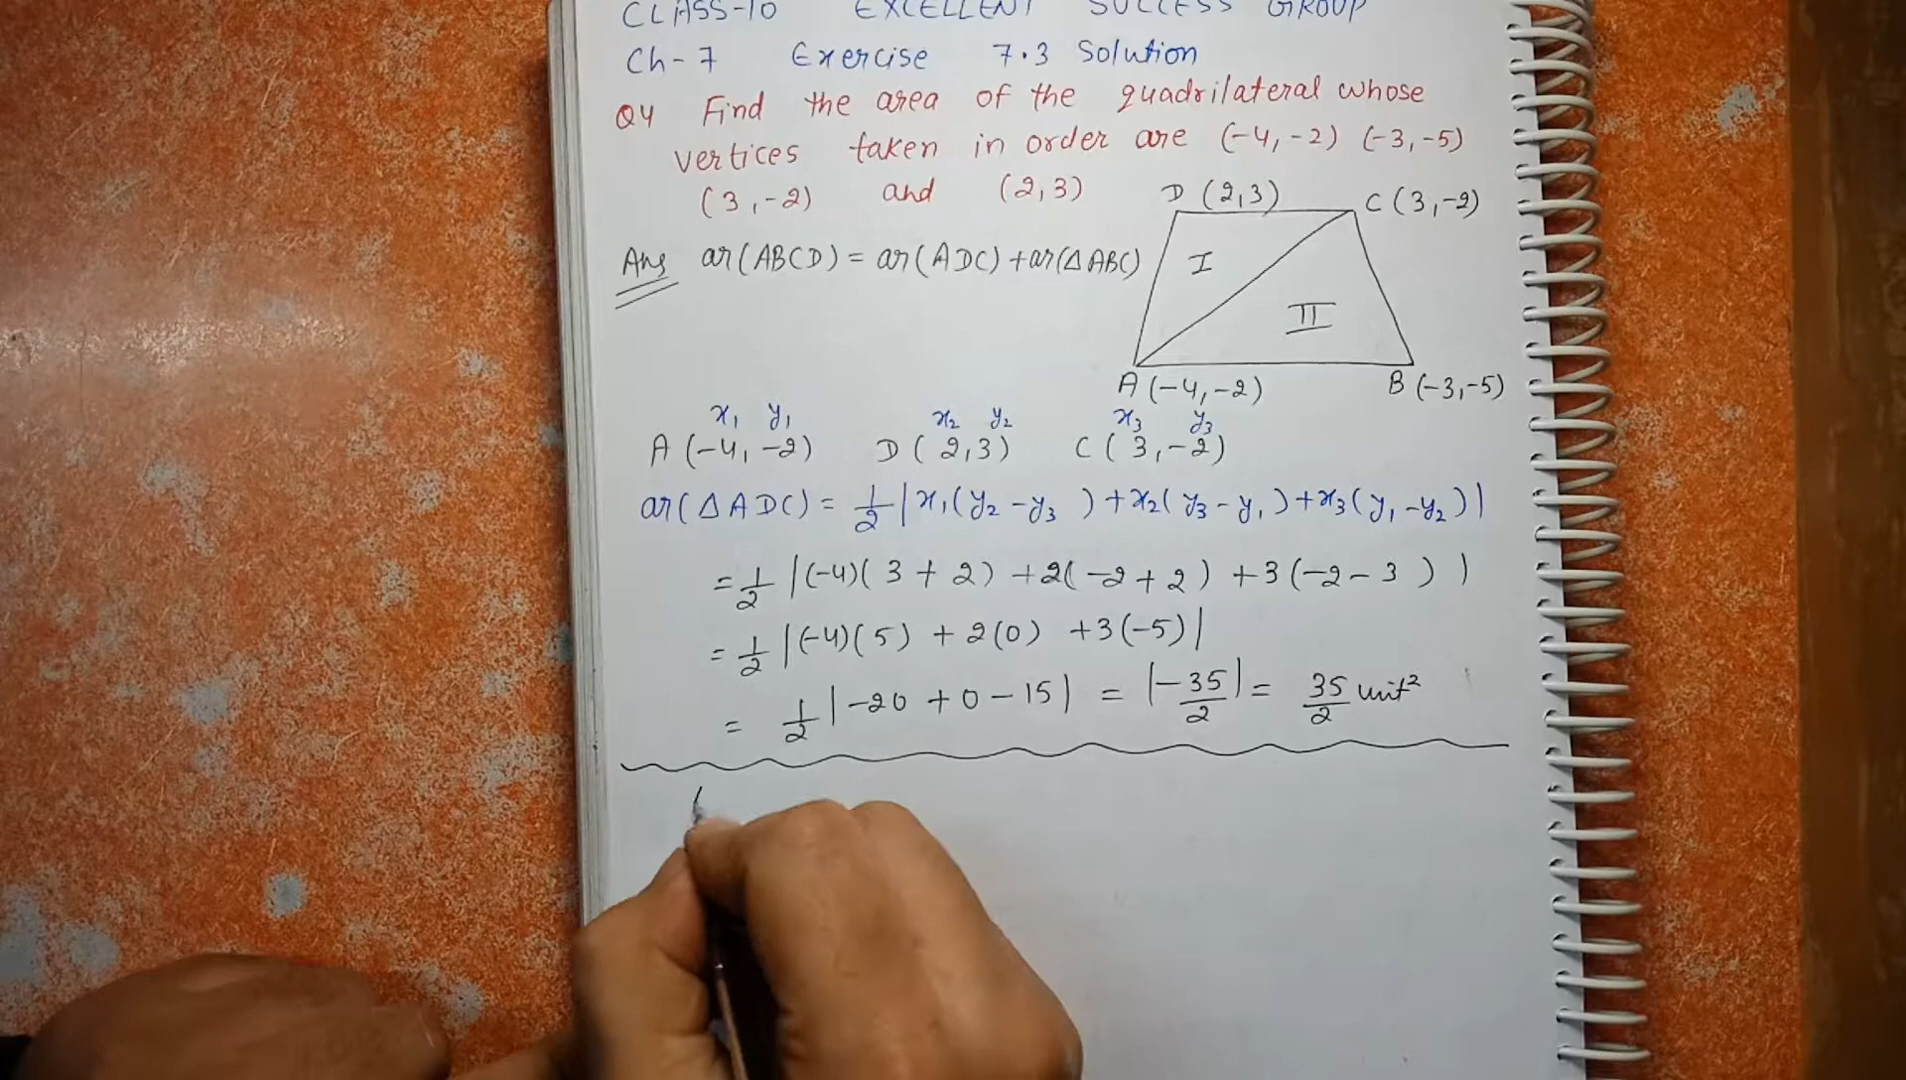 CLASS-10 EXCELLENT SUCCESS GROUP
Ch-7 Exercise 7.3 Solution
Q4 Find the area of the quadrilateral whose
vertices taken in order are (-4,-2) (-3,-5)
(3,-2) and (2,3)
D (2,3) C (3,-2)
Ans ar(ABCD) = ar(ADC) + ar(△ABC)
I
II
A (-4,-2) B (-3,-5)
x₁ y₁ x₂ y₂ x₃ y₃
A (-4, -2) D ( 2,3) C ( 3,-2)
ar(△ADC) = 1/2 |x₁(y₂-y₃) + x₂(y₃-y₁) + x₃(y₁-y₂)|
= 1/2 |(-4)(3+2) + 2(-2+2) + 3(-2-3)|
= 1/2 |(-4)(5) + 2(0) + 3(-5)|
= 1/2 |-20 + 0 - 15| = |-35/2| = 35/2 unit²